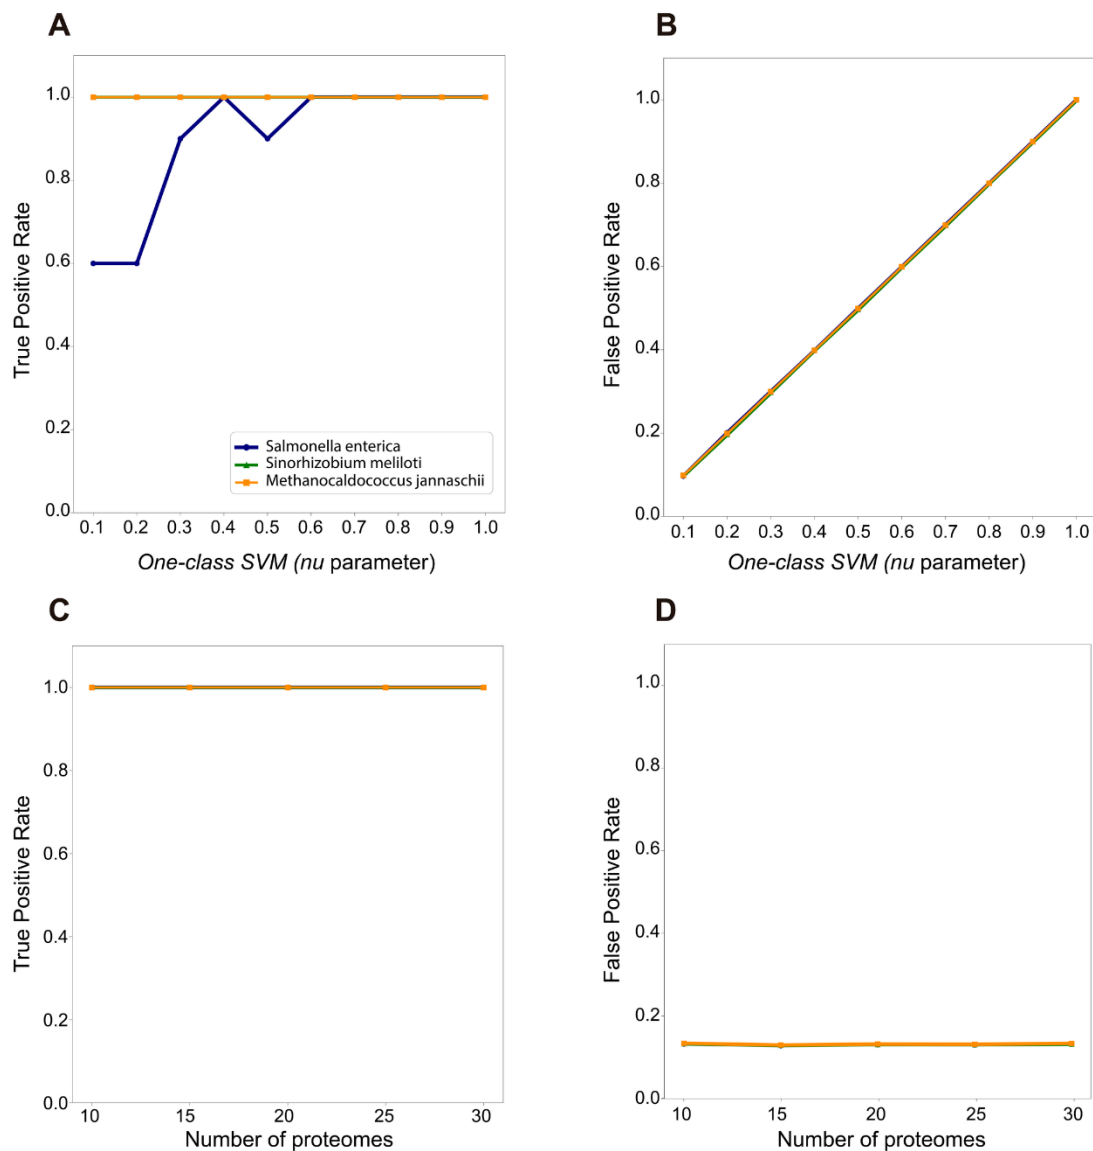 A
True Positive Rate
1.0
0.8
0.6
0.4
0.2
0.0
Salmonella enterica
Sinorhizobium meliloti
Methanocaldococcus jannaschii
0.1 0.2 0.3 0.4 0.5 0.6 0.7 0.8 0.9 1.0
One-class SVM (nu parameter)
B
False Positive Rate
1.0
0.8
0.6
0.4
0.2
0.0
0.1 0.2 0.3 0.4 0.5 0.6 0.7 0.8 0.9 1.0
One-class SVM (nu parameter)
C
True Positive Rate
1.0
0.8
0.6
0.4
0.2
0.0
10 15 20 25 30
Number of proteomes
D
False Positive Rate
1.0
0.8
0.6
0.4
0.2
0.0
10 15 20 25 30
Number of proteomes